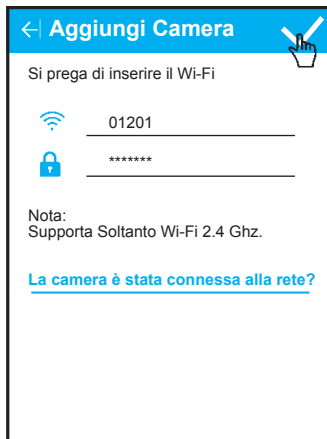 Aggiungi Camera
Si prega di inserire il Wi-Fi
01201
*******
Nota:
Supporta Soltanto Wi-Fi 2.4 Ghz.
La camera è stata connessa alla rete?